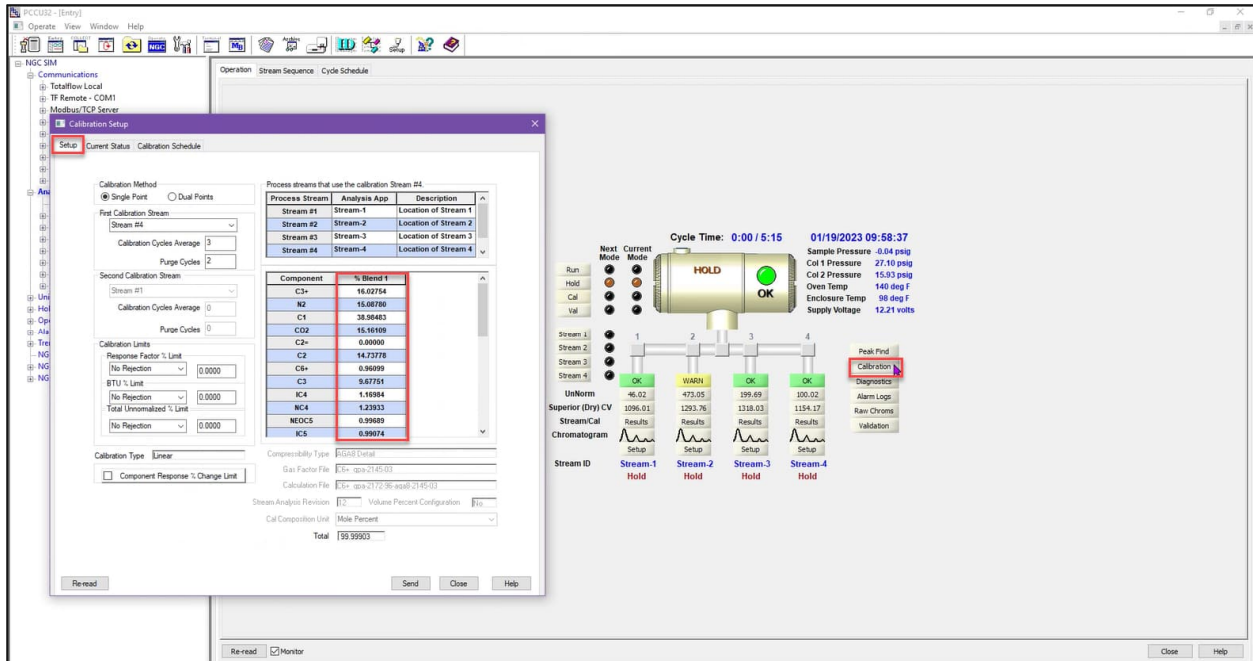 PCCU32 - [Entry]
Operate View Window Help
NGC SIM
Communications
Totalflow Local
TF Remote - COM1
Modbus/TCP Server
Operation Stream Sequence Cycle Schedule
Calibration Setup
Setup Current Status Calibration Schedule
Calibration Method
Single Point Dual Points
First Calibration Stream
Stream #4
Calibration Cycles Average 3
Purge Cycles 2
Second Calibration Stream
Stream #1
Calibration Cycles Average 0
Purge Cycles 0
Calibration Limits
Response Factor % Limit
No Rejection 0.0000
BTU % Limit
No Rejection 0.0000
Total Unnormalized % Limit
No Rejection 0.0000
Calibration Type Linear
Component Response % Change Limit
Process streams that use the calibration Stream #4.
Process Stream Analysis App Description
Stream #1 Stream-1 Location of Stream 1
Stream #2 Stream-2 Location of Stream 2
Stream #3 Stream-3 Location of Stream 3
Stream #4 Stream-4 Location of Stream 4
Component % Blend 1
C3+ 16.02754
N2 15.08780
C1 38.98483
CO2 15.16109
C2= 0.00000
C2 14.73778
C6+ 0.96099
C3 9.67751
IC4 1.16984
NC4 1.23933
NEOC5 0.99689
IC5 0.99074
Compressibility Type AGA8 Detail
Gas Factor File C6+ gpa-2145-03
Calculation File C6+ gpa-2172-96-aga8-2145-03
Stream Analysis Revision 12 Volume Percent Configuration No
Cal Composition Unit Mole Percent
Total 99.99903
Re-read Send Close Help
Cycle Time: 0:00 / 5:15 01/19/2023 09:58:37
Next Mode Current Mode
Run
Hold
Cal
Val
HOLD
OK
Sample Pressure -0.04 psig
Col 1 Pressure 27.10 psig
Col 2 Pressure 15.93 psig
Oven Temp 140 deg F
Enclosure Temp 98 deg F
Supply Voltage 12.21 volts
Stream 1
Stream 2
Stream 3
Stream 4
1 2 3 4
OK WARN OK OK
UnNorm 46.02 473.05 199.69 100.02
Superior (Dry) CV 1096.01 1293.76 1318.03 1154.17
Stream/Cal Results Results Results Results
Chromatogram
Setup Setup Setup Setup
Stream ID Stream-1 Stream-2 Stream-3 Stream-4
Hold Hold Hold Hold
Peak Find
Calibration
Diagnostics
Alarm Logs
Raw Chroms
Validation
Re-read Monitor Close Help